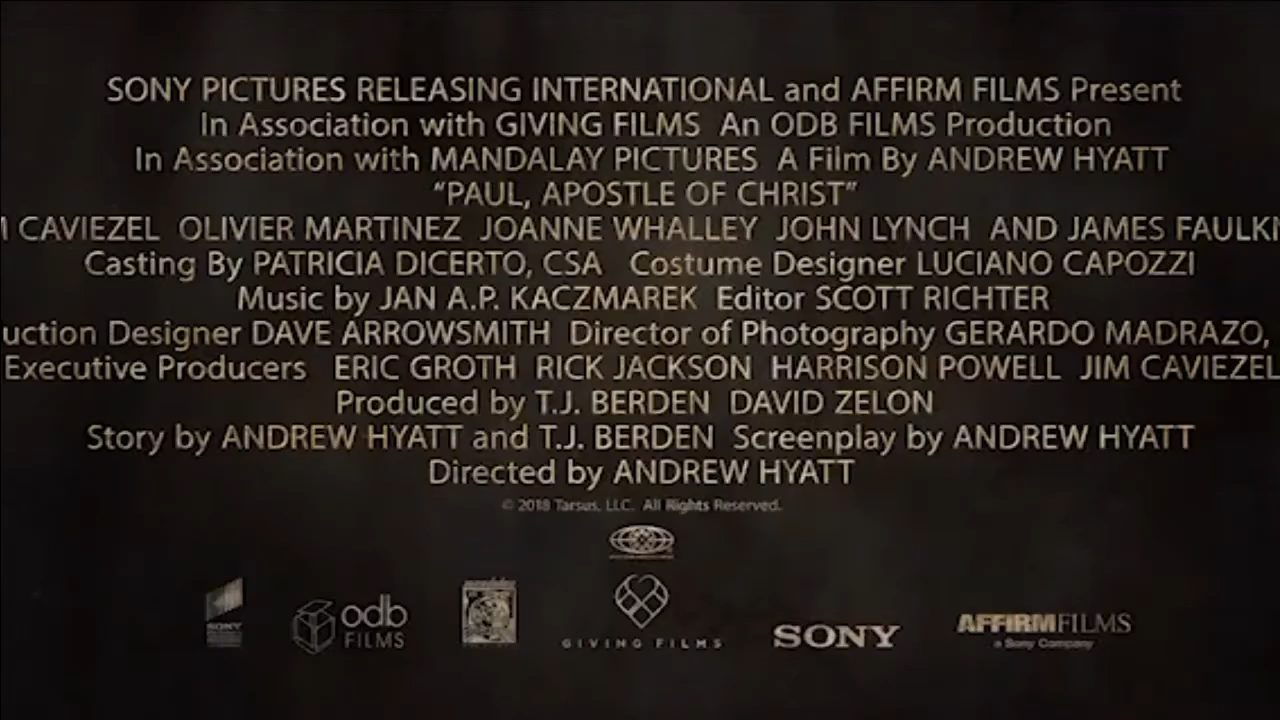 SONY PICTURES RELEASING INTERNATIONAL and AFFIRM FILMS Present
In Association with GIVING FILMS An ODB FILMS Production
In Association with MANDALAY PICTURES A Film By ANDREW HYATT
“PAUL, APOSTLE OF CHRIST”
M CAVIEZEL OLIVIER MARTINEZ JOANNE WHALLEY JOHN LYNCH AND JAMES FAULKN
Casting By PATRICIA DICERTO, CSA Costume Designer LUCIANO CAPOZZI
Music by JAN A.P. KACZMAREK Editor SCOTT RICHTER
uction Designer DAVE ARROWSMITH Director of Photography GERARDO MADRAZO,
Executive Producers ERIC GROTH RICK JACKSON HARRISON POWELL JIM CAVIEZEL
Produced by T.J. BERDEN DAVID ZELON
Story by ANDREW HYATT and T.J. BERDEN Screenplay by ANDREW HYATT
Directed by ANDREW HYATT
© 2018 Tarsus, LLC. All Rights Reserved.
SONY
odb
FILMS
GIVING FILMS
SONY
AFFIRMFILMS
a Sony Company